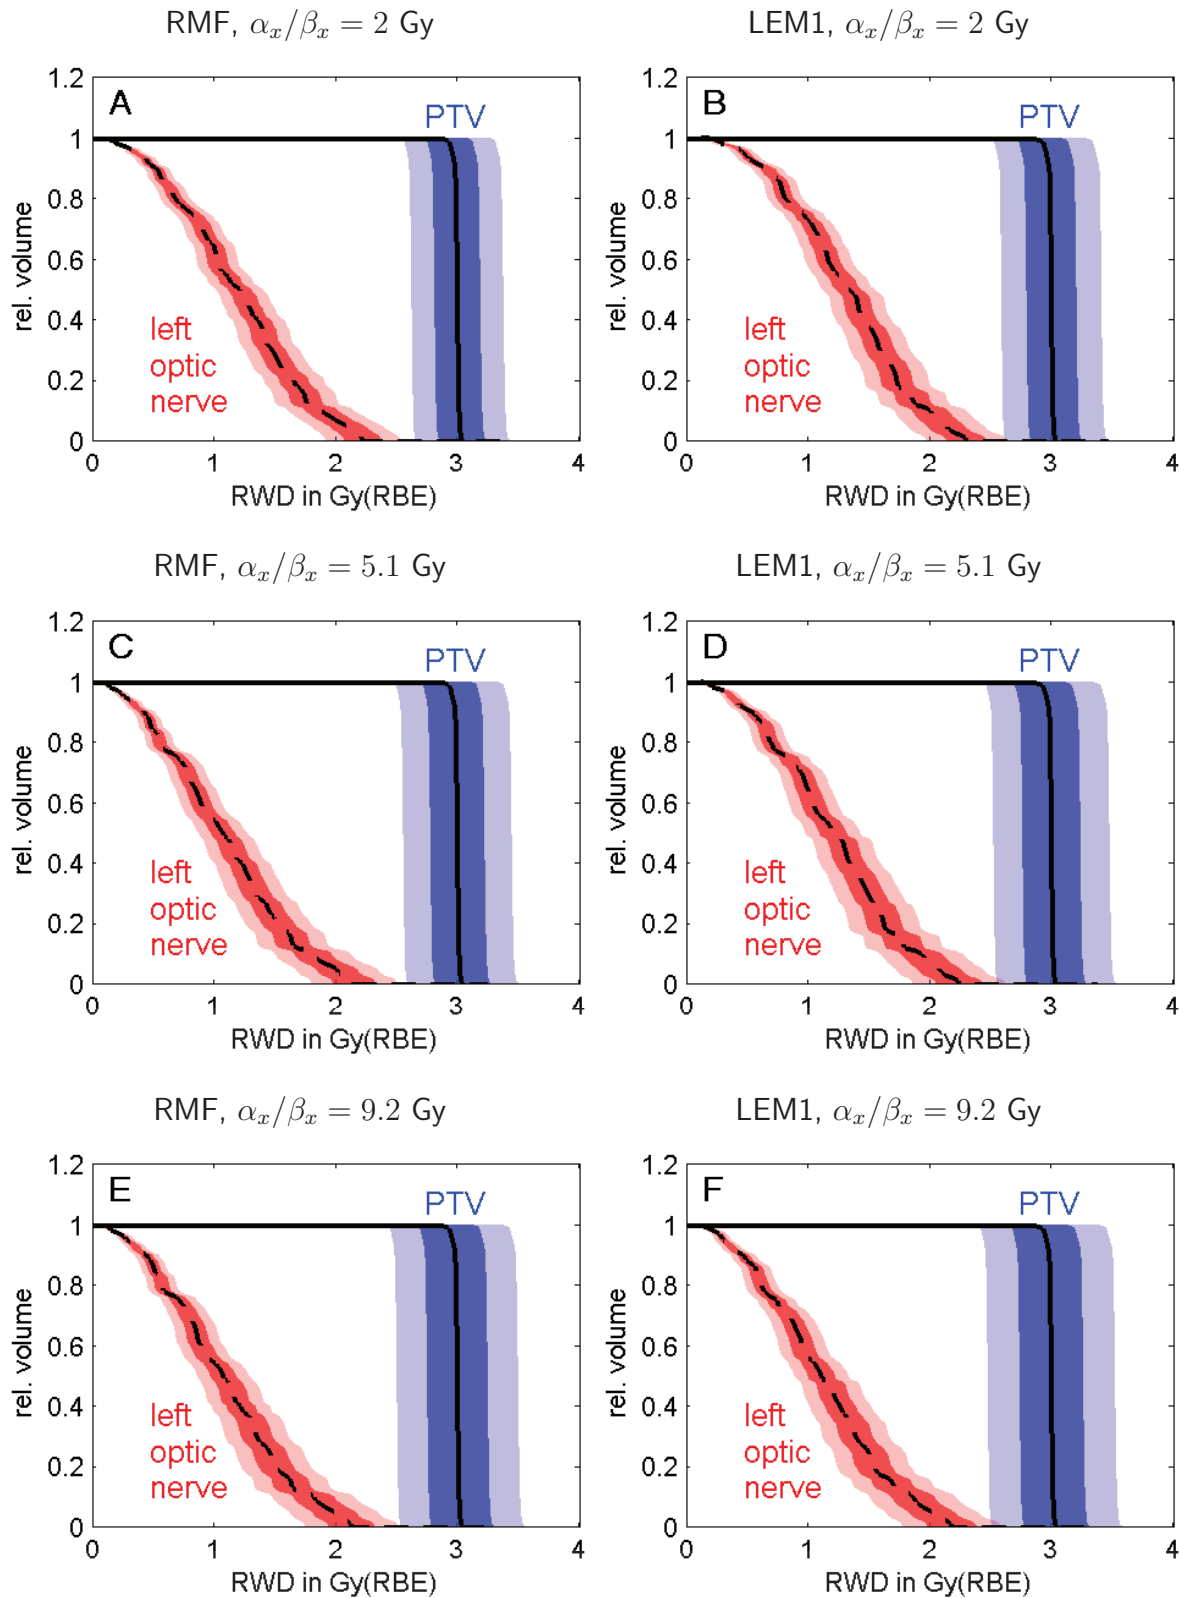 RMF, αx/βx = 2 Gy
LEM1, αx/βx = 2 Gy
A
PTV
left
optic
nerve
rel. volume
1.2
1
0.8
0.6
0.4
0.2
0
0 1 2 3 4
RWD in Gy(RBE)
B
PTV
left
optic
nerve
rel. volume
1.2
1
0.8
0.6
0.4
0.2
0
0 1 2 3 4
RWD in Gy(RBE)
RMF, αx/βx = 5.1 Gy
LEM1, αx/βx = 5.1 Gy
C
PTV
left
optic
nerve
rel. volume
1.2
1
0.8
0.6
0.4
0.2
0
0 1 2 3 4
RWD in Gy(RBE)
D
PTV
left
optic
nerve
rel. volume
1.2
1
0.8
0.6
0.4
0.2
0
0 1 2 3 4
RWD in Gy(RBE)
RMF, αx/βx = 9.2 Gy
LEM1, αx/βx = 9.2 Gy
E
PTV
left
optic
nerve
rel. volume
1.2
1
0.8
0.6
0.4
0.2
0
0 1 2 3 4
RWD in Gy(RBE)
F
PTV
left
optic
nerve
rel. volume
1.2
1
0.8
0.6
0.4
0.2
0
0 1 2 3 4
RWD in Gy(RBE)